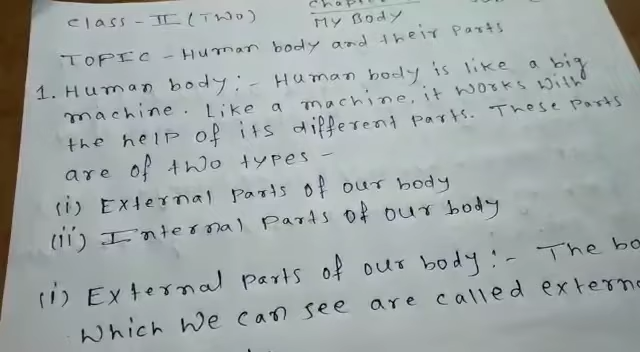 Class - II (Two)
My Body
TOPIC - Human body and their parts
1. Human body :- Human body is like a big
machine. Like a machine, it works with
the help of its different parts. These parts
are of two types -
(i) External parts of our body
(ii) Internal parts of our body
(i) External parts of our body :- The
which we can see are called